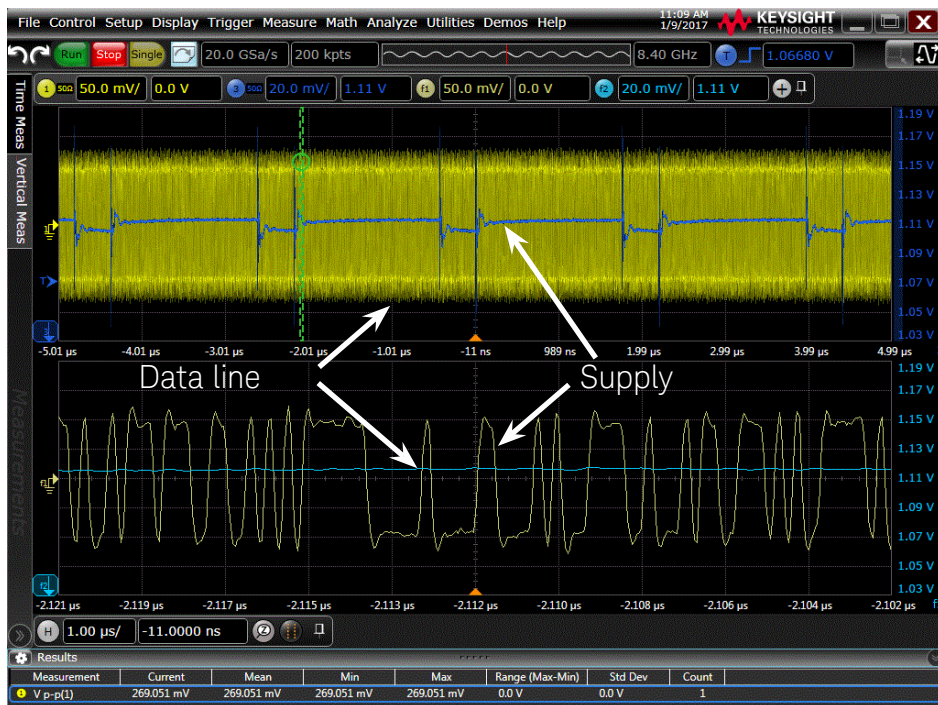 File Control Setup Display Trigger Measure Math Analyze Utilities Demos Help
11:09 AM
1/9/2017
KEYSIGHT
TECHNOLOGIES
Run Stop Single 20.0 GSa/s 200 kpts 8.40 GHz T 1.06680 V
1 50Ω 50.0 mV/ 0.0 V 3 50Ω 20.0 mV/ 1.11 V f1 50.0 mV/ 0.0 V f2 20.0 mV/ 1.11 V
Time Meas
Vertical Meas
Measurements
1.19 V
1.17 V
1.15 V
1.13 V
1.11 V
1.09 V
1.07 V
1.05 V
1.03 V
T
3
-5.01 µs -4.01 µs -3.01 µs -2.01 µs -1.01 µs -11 ns 989 ns 1.99 µs 2.99 µs 3.99 µs 4.99 µs
Data line Supply
1.19 V
1.17 V
1.15 V
1.13 V
1.11 V
1.09 V
1.07 V
1.05 V
1.03 V
f2
-2.121 µs -2.119 µs -2.117 µs -2.115 µs -2.113 µs -2.112 µs -2.110 µs -2.108 µs -2.106 µs -2.104 µs -2.102 µs
H 1.00 µs/ -11.0000 ns
Results
Measurement Current Mean Min Max Range (Max-Min) Std Dev Count
1 V p-p(1) 269.051 mV 269.051 mV 269.051 mV 269.051 mV 0.0 V 0.0 V 1